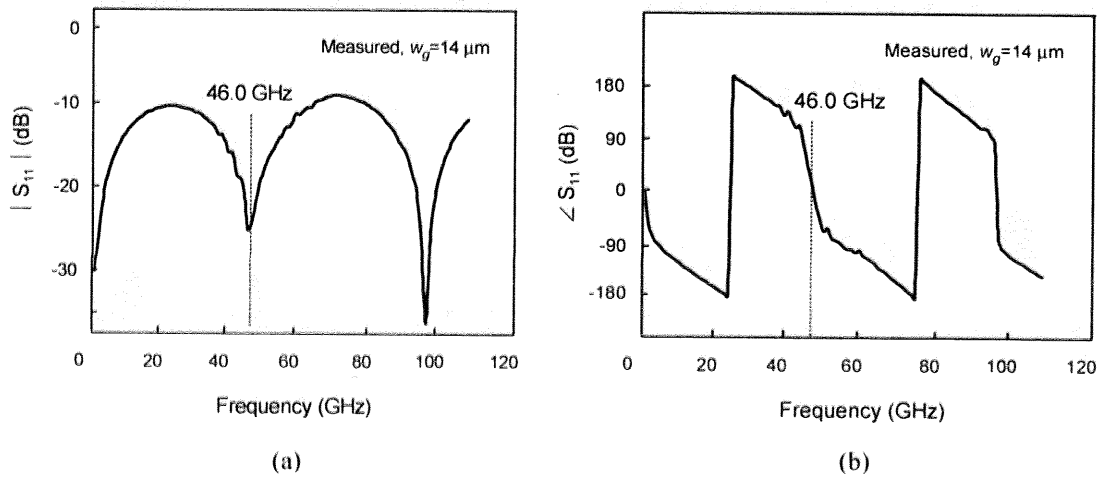 0
-10
-20
-30
| S11 | (dB)
Measured, wg=14 µm
46.0 GHz
0 20 40 60 80 100 120
Frequency (GHz)
(a)
180
90
0
-90
-180
∠ S11 (dB)
Measured, wg=14 µm
46.0 GHz
0 20 40 60 80 100 120
Frequency (GHz)
(b)